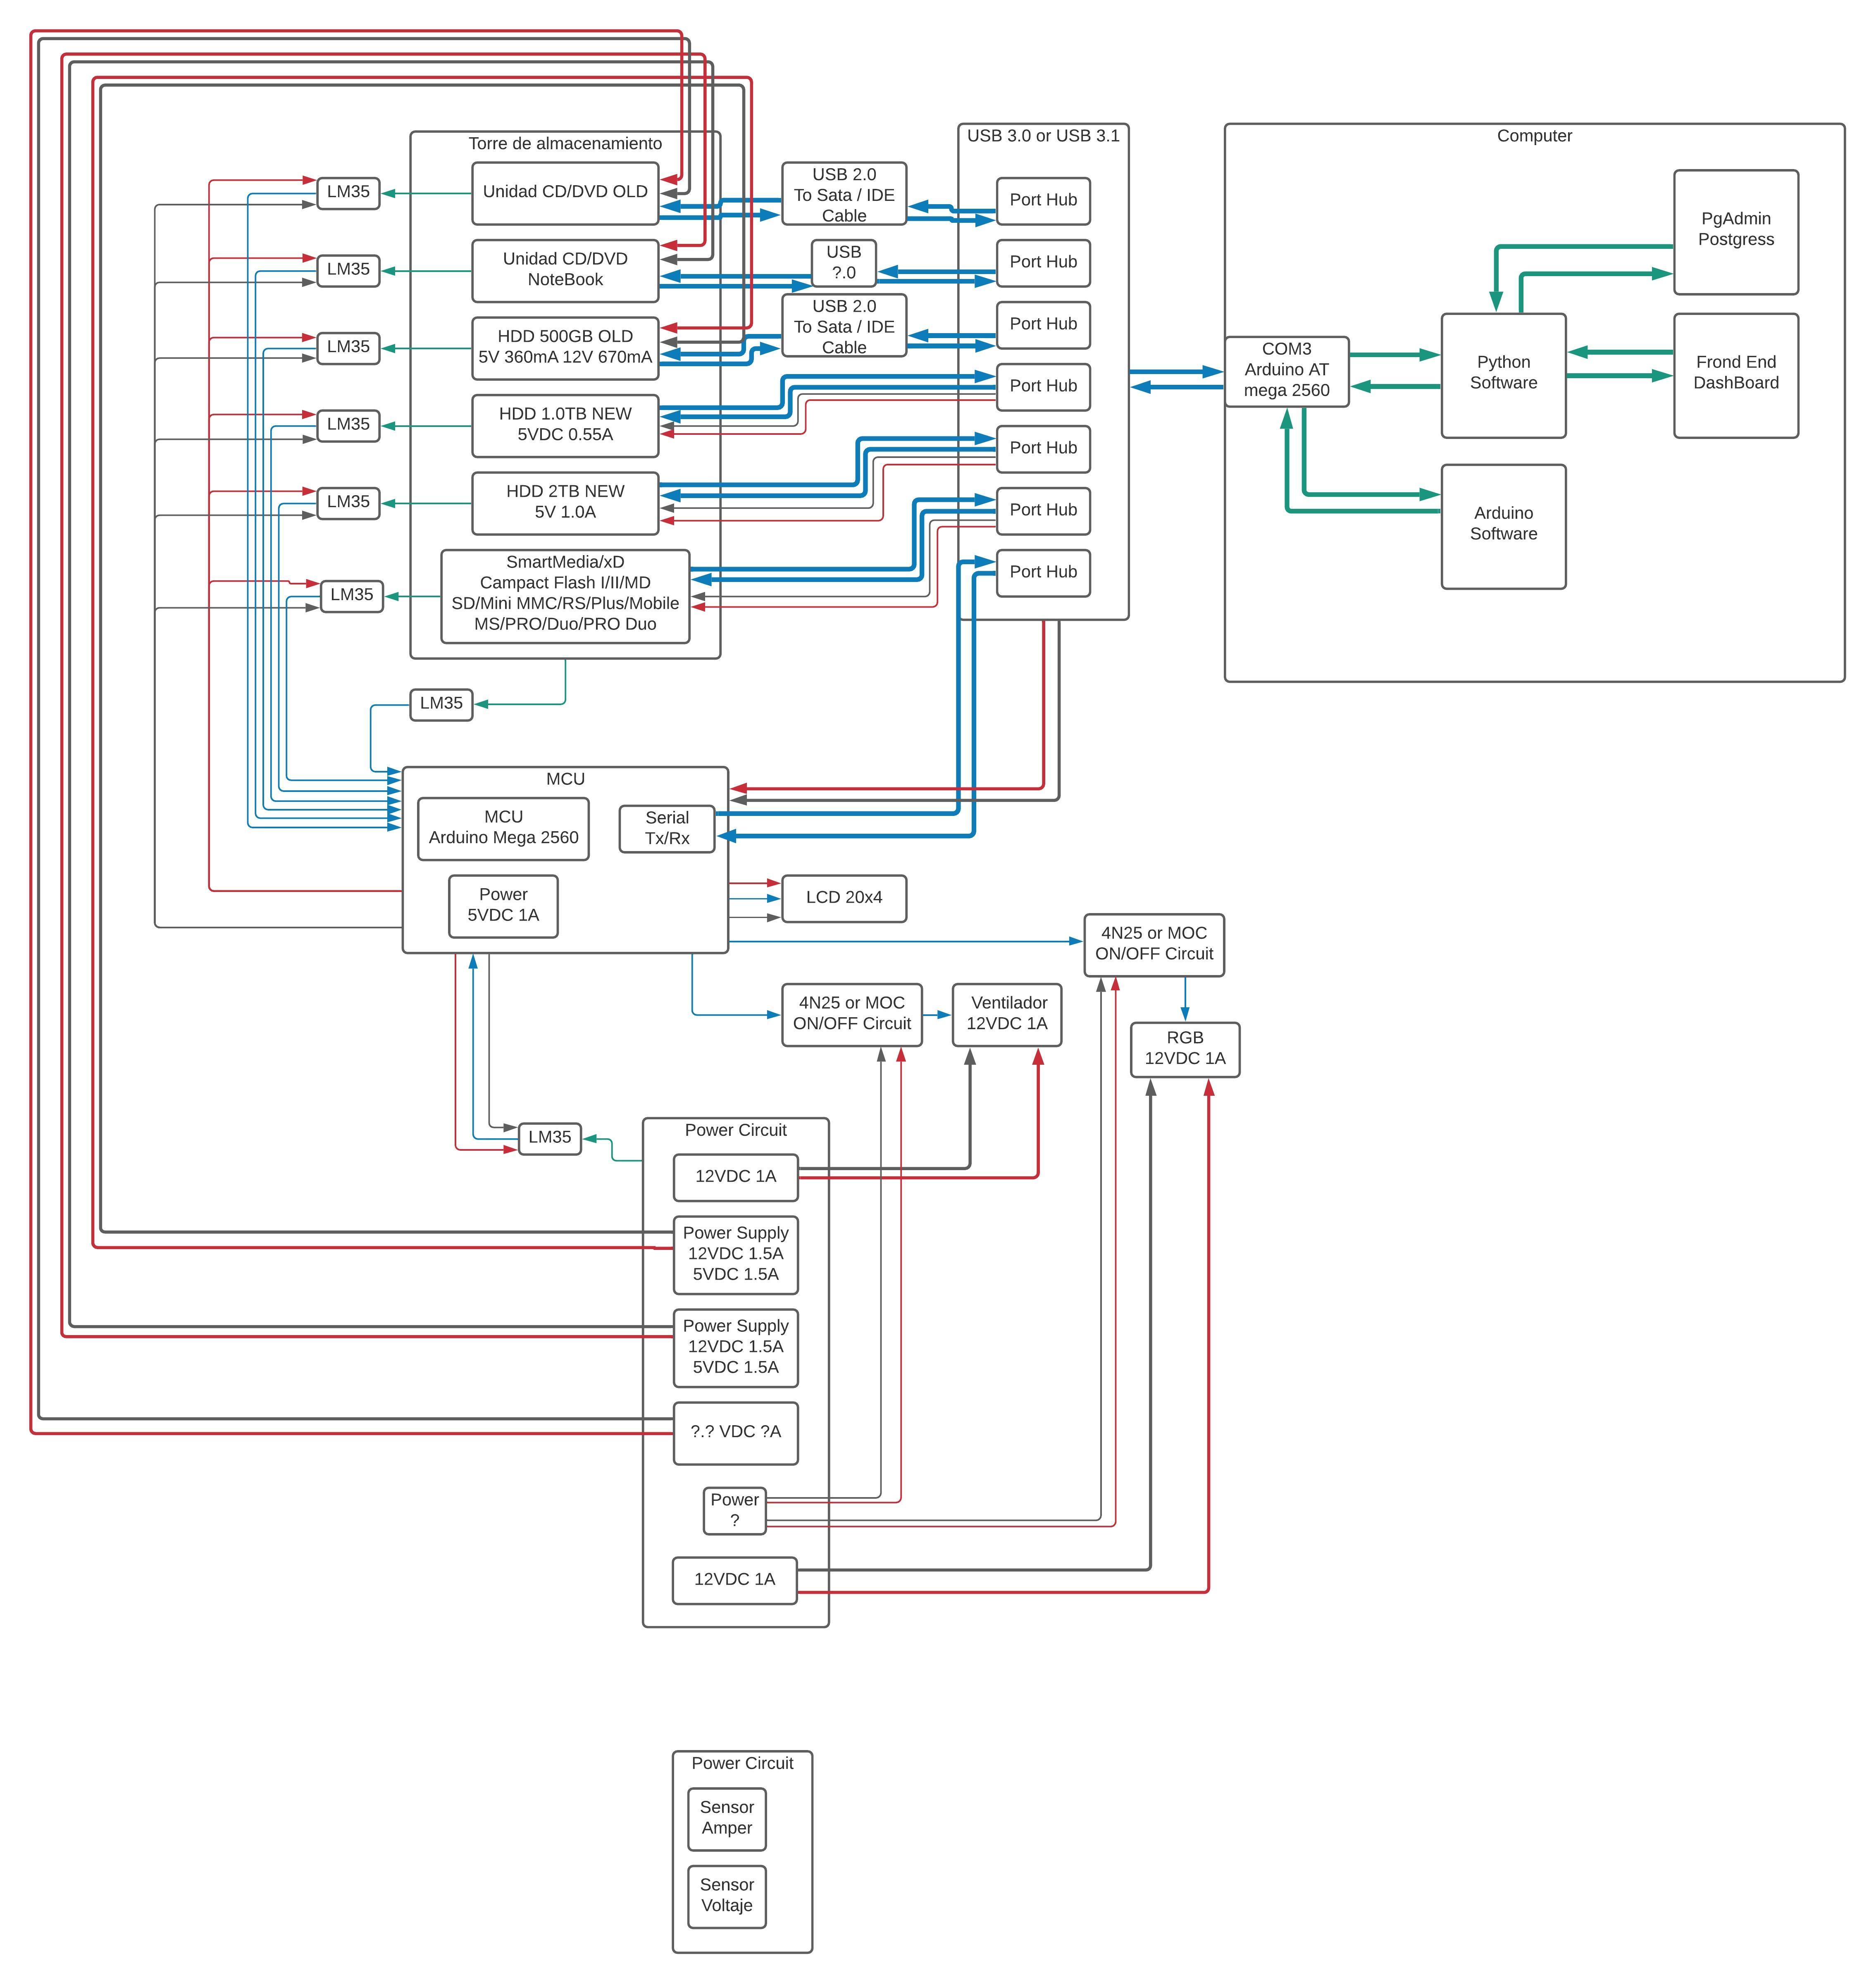 Torre de almacenamiento
Unidad CD/DVD OLD
Unidad CD/DVD
NoteBook
HDD 500GB OLD
5V 360mA 12V 670mA
HDD 1.0TB NEW
5VDC 0.55A
HDD 2TB NEW
5V 1.0A
SmartMedia/xD
Campact Flash I/II/MD
SD/Mini MMC/RS/Plus/Mobile
MS/PRO/Duo/PRO Duo
LM35
LM35
LM35
LM35
LM35
LM35
LM35
USB 2.0
To Sata / IDE
Cable
USB
?.0
USB 2.0
To Sata / IDE
Cable
USB 3.0 or USB 3.1
Port Hub
Port Hub
Port Hub
Port Hub
Port Hub
Port Hub
Port Hub
Computer
COM3
Arduino AT
mega 2560
Python
Software
Arduino
Software
PgAdmin
Postgress
Frond End
DashBoard
MCU
MCU
Arduino Mega 2560
Serial
Tx/Rx
Power
5VDC 1A
LCD 20x4
4N25 or MOC
ON/OFF Circuit
Ventilador
12VDC 1A
4N25 or MOC
ON/OFF Circuit
RGB
12VDC 1A
LM35
Power Circuit
12VDC 1A
Power Supply
12VDC 1.5A
5VDC 1.5A
Power Supply
12VDC 1.5A
5VDC 1.5A
?.? VDC ?A
Power
?
12VDC 1A
Power Circuit
Sensor
Amper
Sensor
Voltaje